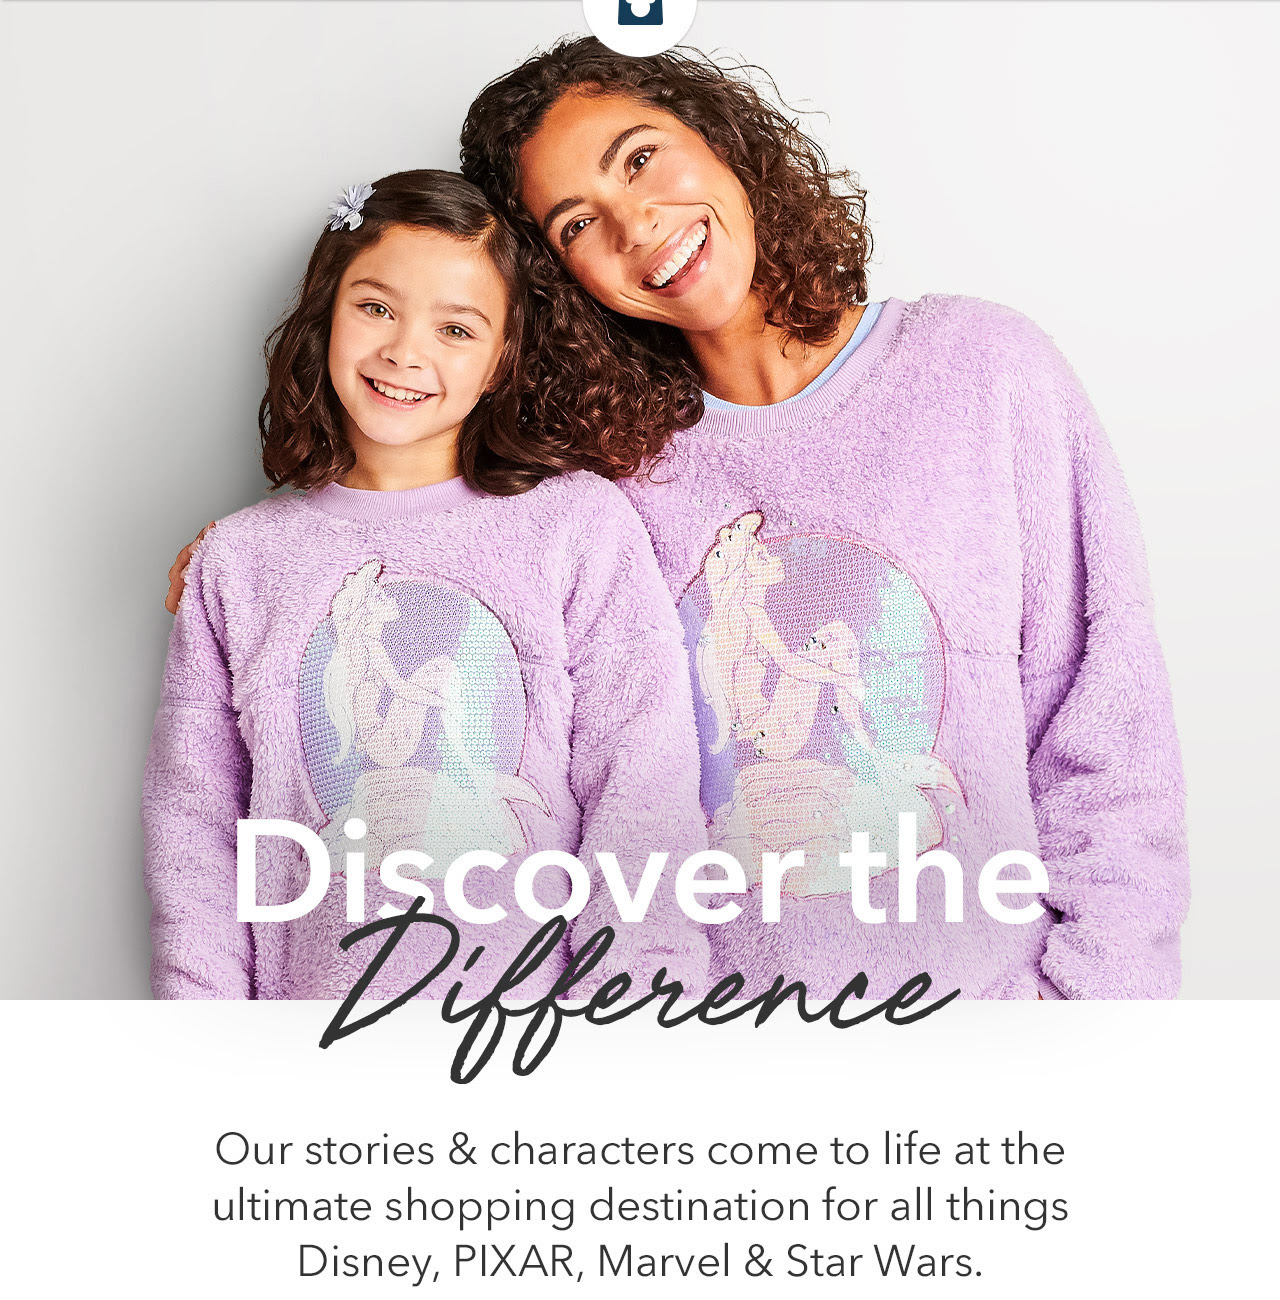 Discover the
Difference
Our stories & characters come to life at the
ultimate shopping destination for all things
Disney, PIXAR, Marvel & Star Wars.